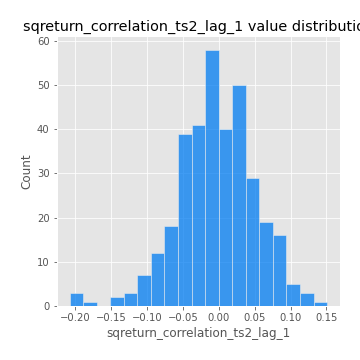 sqreturn_correlation_ts2_lag_1 value distributio
60
50
40
30
20
10
0
Count
−0.20 −0.15 −0.10 −0.05 0.00 0.05 0.10 0.15
sqreturn_correlation_ts2_lag_1